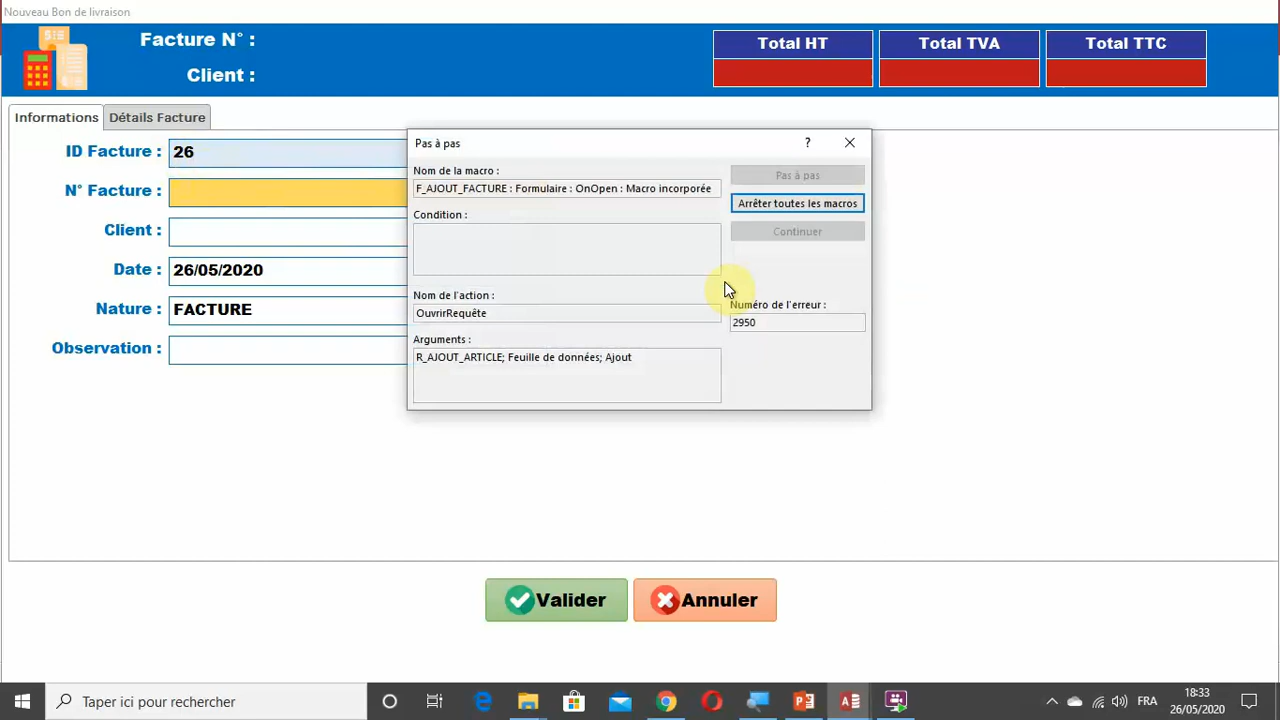 Nouveau Bon de livraison
Facture N° :
Client :
Total HT
Total TVA
Total TTC
Informations
Détails Facture
ID Facture :
26
N° Facture :
Client :
Date :
26/05/2020
Nature :
FACTURE
Observation :
Pas à pas
?
Nom de la macro :
F_AJOUT_FACTURE : Formulaire : OnOpen : Macro incorporée
Condition :
Nom de l'action :
OuvrirRequête
Arguments :
R_AJOUT_ARTICLE; Feuille de données; Ajout
Pas à pas
Arrêter toutes les macros
Continuer
Numéro de l'erreur :
2950
Valider
Annuler
Taper ici pour rechercher
FRA
18:33
26/05/2020